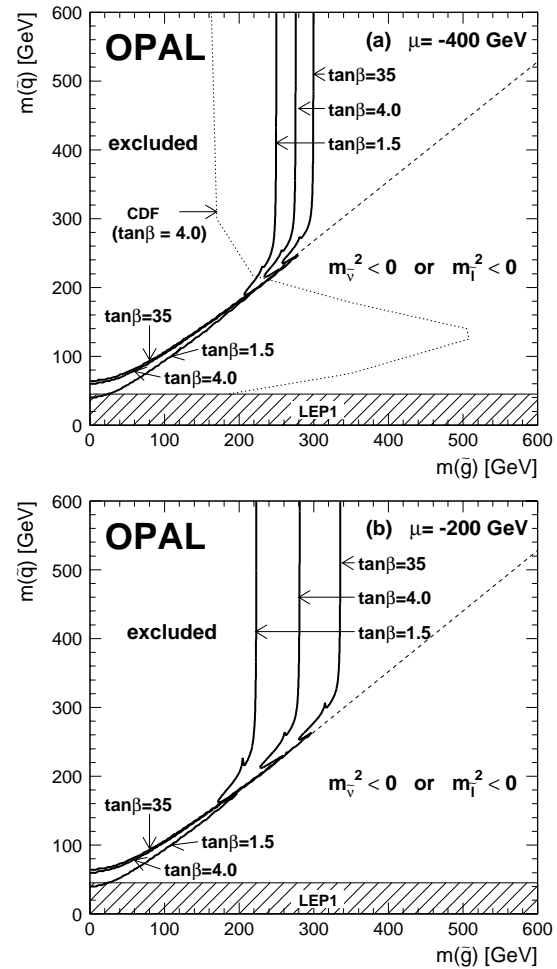 m(q̃) [GeV]
600
500
400
300
200
100
0
OPAL
(a) μ= -400 GeV
tanβ=35
tanβ=4.0
excluded
tanβ=1.5
CDF
(tanβ = 4.0)
m_ν̃² < 0 or m_l̃² < 0
tanβ=35
tanβ=1.5
tanβ=4.0
LEP1
0 100 200 300 400 500 600
m(g̃) [GeV]
m(q̃) [GeV]
600
500
400
300
200
100
0
OPAL
(b) μ= -200 GeV
tanβ=35
tanβ=4.0
excluded
tanβ=1.5
m_ν̃² < 0 or m_l̃² < 0
tanβ=35
tanβ=1.5
tanβ=4.0
LEP1
0 100 200 300 400 500 600
m(g̃) [GeV]